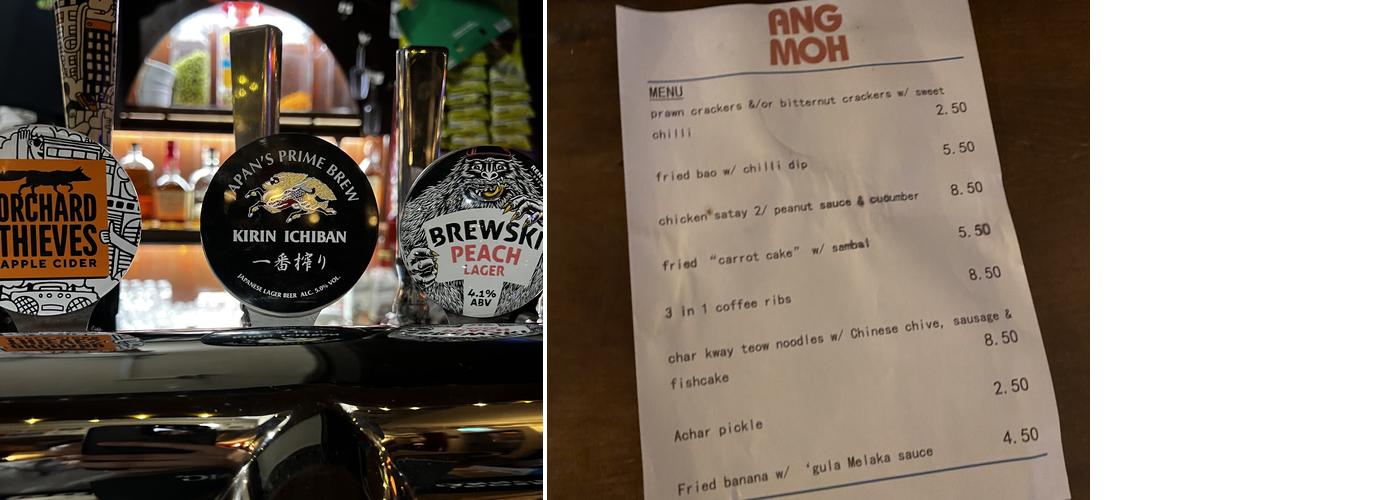 ORCHARD
THIEVES
APPLE CIDER
JAPAN'S PRIME BREW
KIRIN ICHIBAN
一番搾り
JAPANESE LAGER BEER ALC. 5.0% VOL.
BREWSKI
PEACH
LAGER
4.1%
ABV
ANG
MOH
MENU
prawn crackers &/or bitternut crackers w/ sweet
chilli
2.50
fried bao w/ chilli dip
5.50
chicken satay 2/ peanut sauce & cucumber
8.50
fried "carrot cake" w/ sambal
5.50
3 in 1 coffee ribs
8.50
char kway teow noodles w/ Chinese chive, sausage &
fishcake
8.50
Achar pickle
2.50
Fried banana w/ 'gula Melaka sauce
4.50